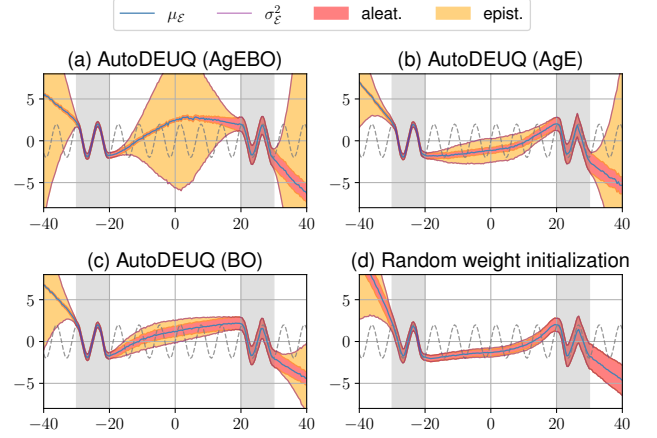 μ_ℰ σ²_ℰ aleat. epist.
(a) AutoDEUQ (AgEBO)
5
0
−5
−40 −20 0 20 40
(b) AutoDEUQ (AgE)
5
0
−5
−40 −20 0 20 40
(c) AutoDEUQ (BO)
5
0
−5
−40 −20 0 20 40
(d) Random weight initialization
5
0
−5
−40 −20 0 20 40